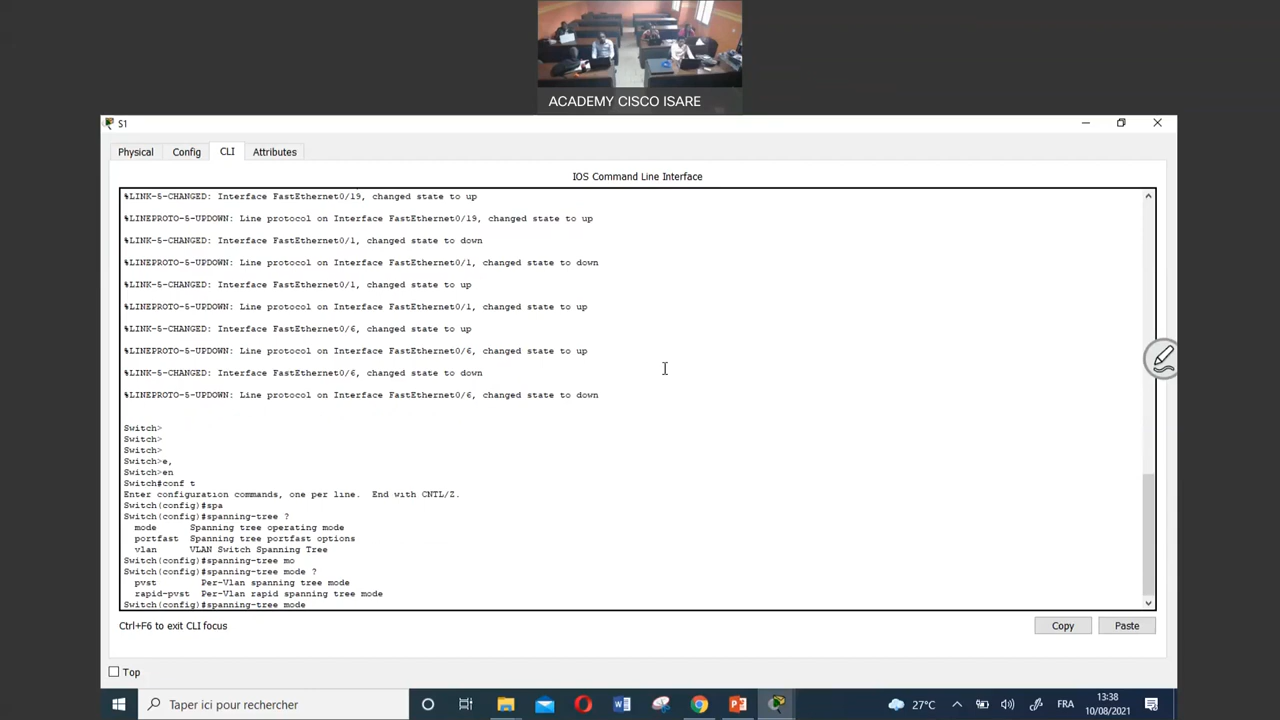 ACADEMY CISCO ISARE
S1
Physical Config CLI Attributes
IOS Command Line Interface
%LINK-5-CHANGED: Interface FastEthernet0/19, changed state to up
%LINEPROTO-5-UPDOWN: Line protocol on Interface FastEthernet0/19, changed state to up
%LINK-5-CHANGED: Interface FastEthernet0/1, changed state to down
%LINEPROTO-5-UPDOWN: Line protocol on Interface FastEthernet0/1, changed state to down
%LINK-5-CHANGED: Interface FastEthernet0/1, changed state to up
%LINEPROTO-5-UPDOWN: Line protocol on Interface FastEthernet0/1, changed state to up
%LINK-5-CHANGED: Interface FastEthernet0/6, changed state to up
%LINEPROTO-5-UPDOWN: Line protocol on Interface FastEthernet0/6, changed state to up
%LINK-5-CHANGED: Interface FastEthernet0/6, changed state to down
%LINEPROTO-5-UPDOWN: Line protocol on Interface FastEthernet0/6, changed state to down
Switch>
Switch>
Switch>
Switch>e,
Switch>en
Switch#conf t
Enter configuration commands, one per line. End with CNTL/Z.
Switch(config)#spa
Switch(config)#spanning-tree ?
mode Spanning tree operating mode
portfast Spanning tree portfast options
vlan VLAN Switch Spanning Tree
Switch(config)#spanning-tree mo
Switch(config)#spanning-tree mode ?
pvst Per-Vlan spanning tree mode
rapid-pvst Per-Vlan rapid spanning tree mode
Switch(config)#spanning-tree mode
Ctrl+F6 to exit CLI focus
Copy Paste
Top
Taper ici pour rechercher
27°C
FRA
13:38
10/08/2021